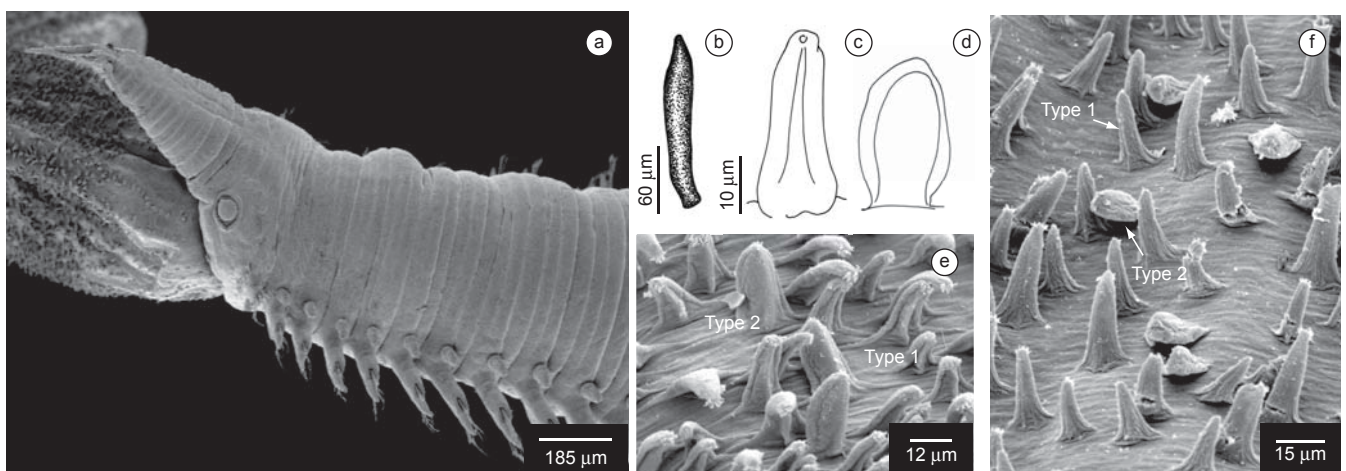 a
185 μm
b
60 μm
c
10 μm
d
e
Type 2
Type 1
12 μm
f
Type 1
Type 2
15 μm